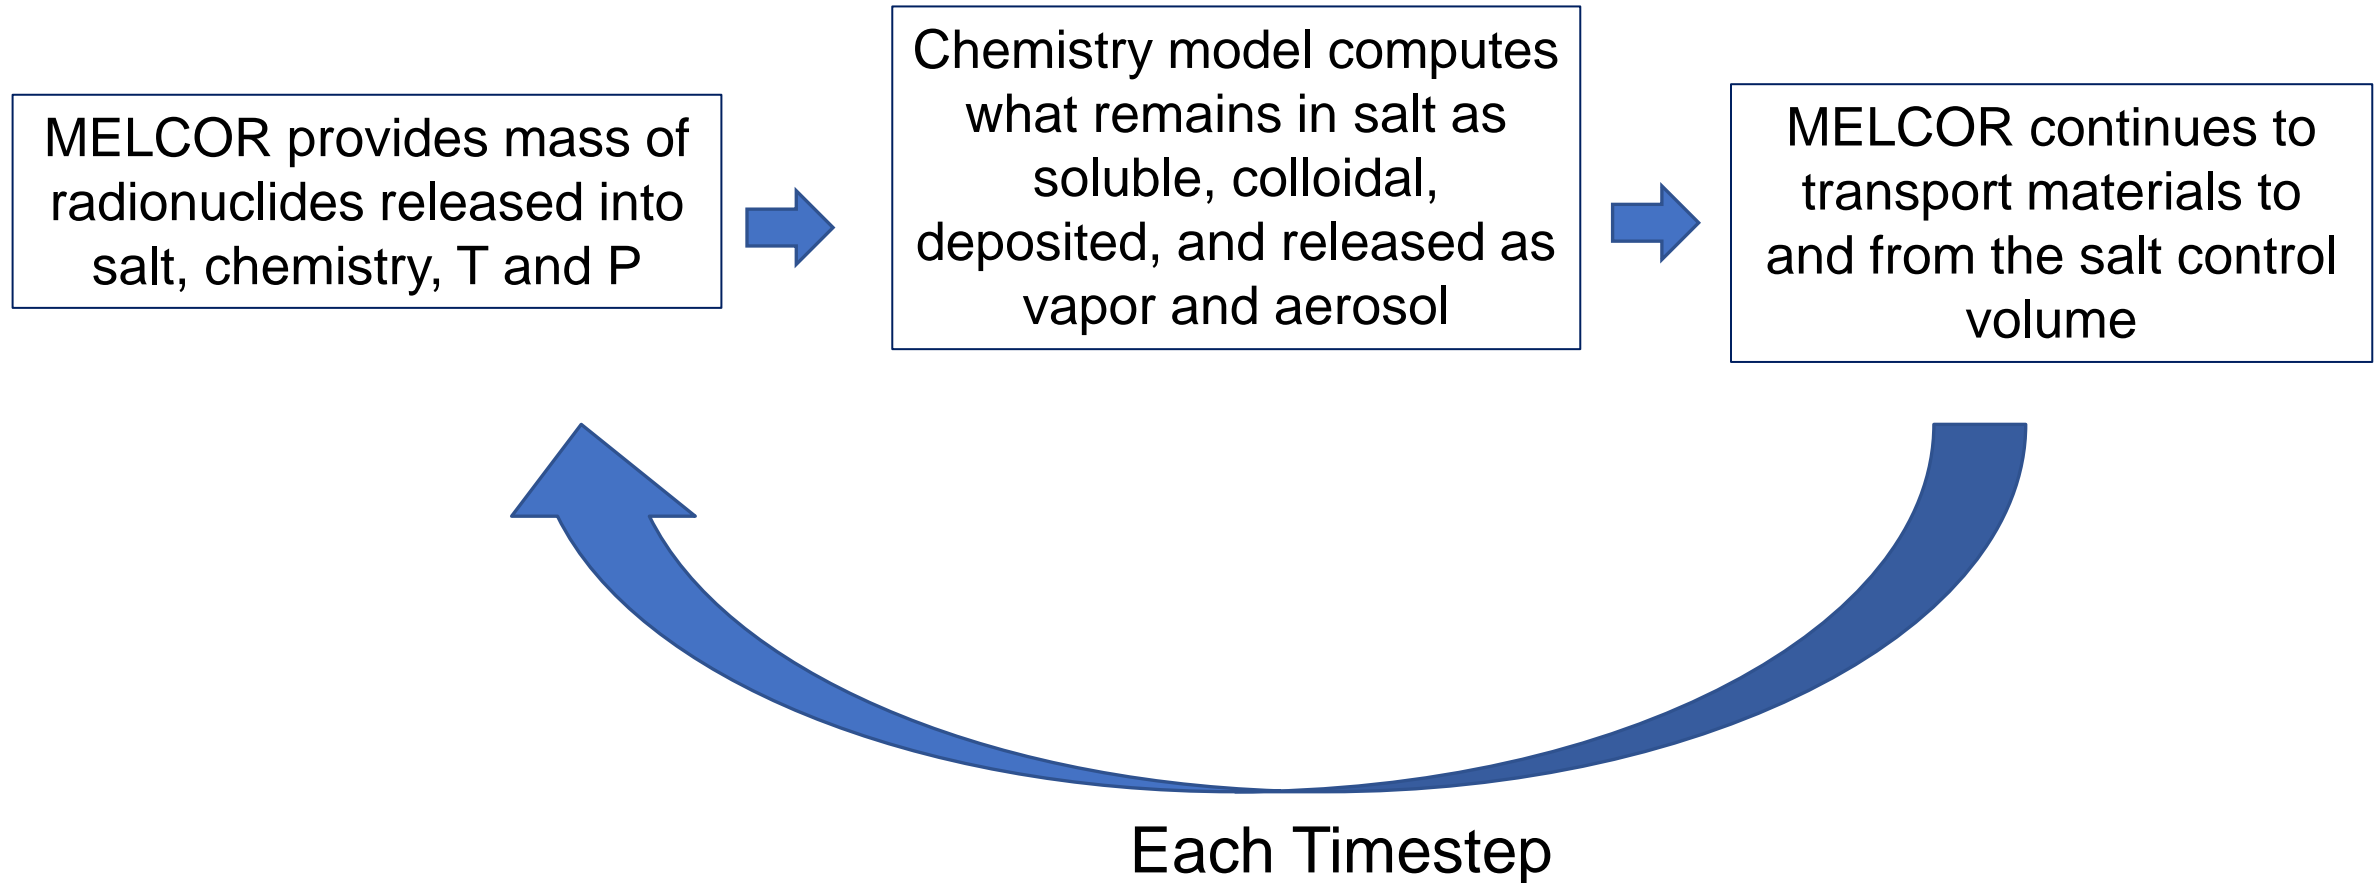 MELCOR provides mass of
radionuclides released into
salt, chemistry, T and P
Chemistry model computes
what remains in salt as
soluble, colloidal,
deposited, and released as
vapor and aerosol
MELCOR continues to
transport materials to
and from the salt control
volume
Each Timestep